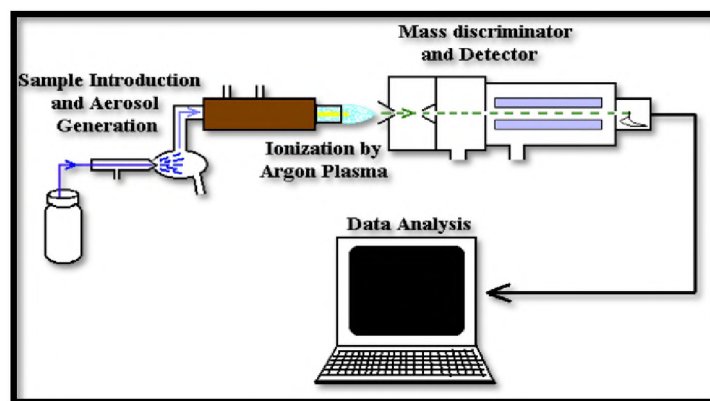 Mass discriminator
and Detector
Sample Introduction
and Aerosol
Generation
Ionization by
Argon Plasma
Data Analysis